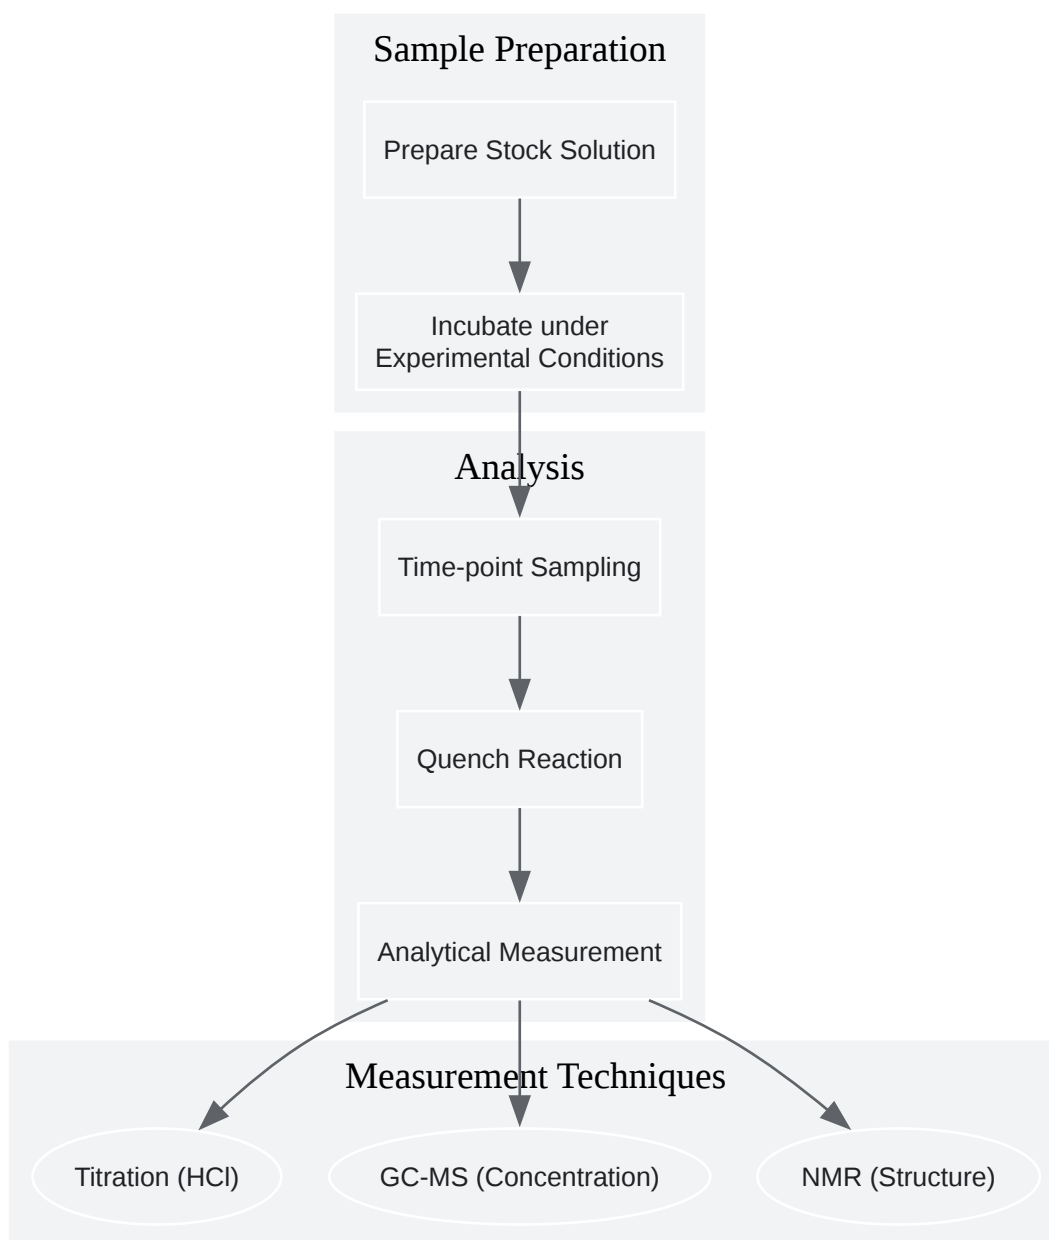 Sample Preparation
Prepare Stock Solution
Incubate under
Experimental Conditions
Analysis
Time-point Sampling
Quench Reaction
Analytical Measurement
Measurement Techniques
Titration (HCl)
GC-MS (Concentration)
NMR (Structure)